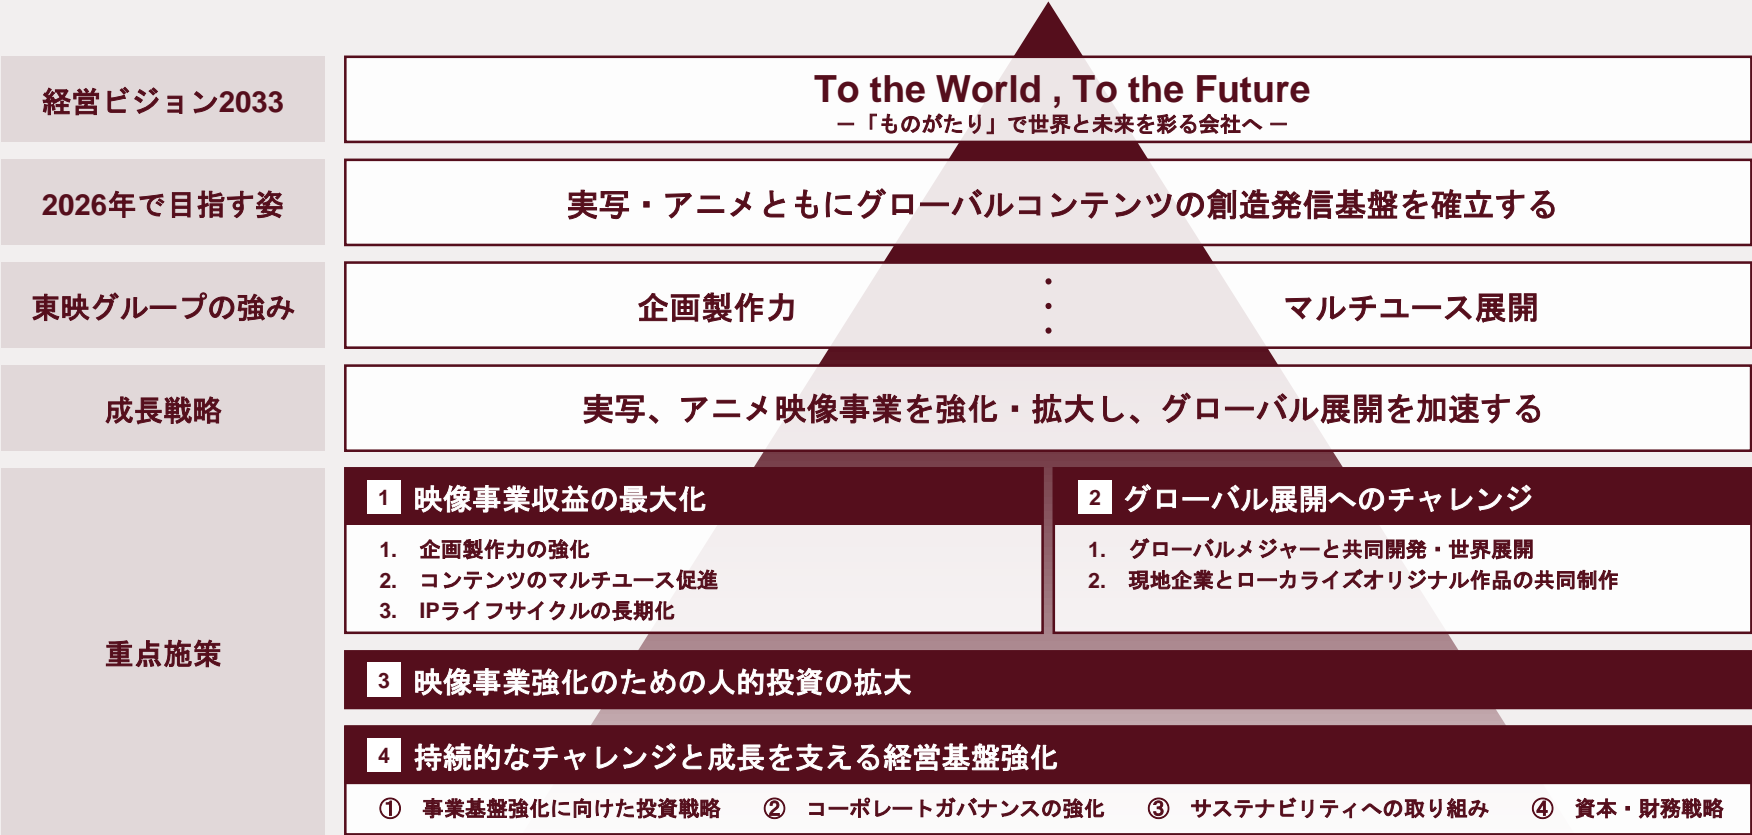 経営ビジョン2033
To the World , To the Future
－「ものがたり」で世界と未来を彩る会社へ－
2026年で目指す姿
実写・アニメともにグローバルコンテンツの創造発信基盤を確立する
東映グループの強み
企画製作力
マルチユース展開
成長戦略
実写、アニメ映像事業を強化・拡大し、グローバル展開を加速する
重点施策
1 映像事業収益の最大化
1. 企画製作力の強化
2. コンテンツのマルチユース促進
3. IPライフサイクルの長期化
2 グローバル展開へのチャレンジ
1. グローバルメジャーと共同開発・世界展開
2. 現地企業とローカライズオリジナル作品の共同制作
3 映像事業強化のための人的投資の拡大
4 持続的なチャレンジと成長を支える経営基盤強化
① 事業基盤強化に向けた投資戦略 ② コーポレートガバナンスの強化 ③ サステナビリティへの取り組み ④ 資本・財務戦略